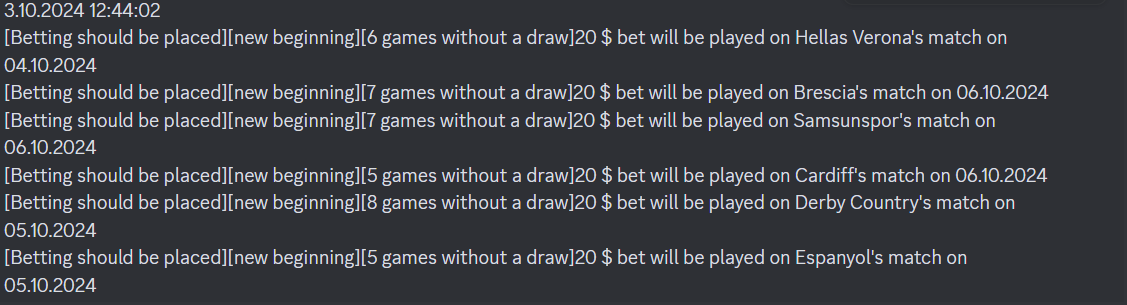 3.10.2024 12:44:02
[Betting should be placed][new beginning][6 games without a draw]20 $ bet will be played on Hellas Verona's match on
04.10.2024
[Betting should be placed][new beginning][7 games without a draw]20 $ bet will be played on Brescia's match on 06.10.2024
[Betting should be placed][new beginning][7 games without a draw]20 $ bet will be played on Samsunspor's match on
06.10.2024
[Betting should be placed][new beginning][5 games without a draw]20 $ bet will be played on Cardiff's match on 06.10.2024
[Betting should be placed][new beginning][8 games without a draw]20 $ bet will be played on Derby Country's match on
05.10.2024
[Betting should be placed][new beginning][5 games without a draw]20 $ bet will be played on Espanyol's match on
05.10.2024